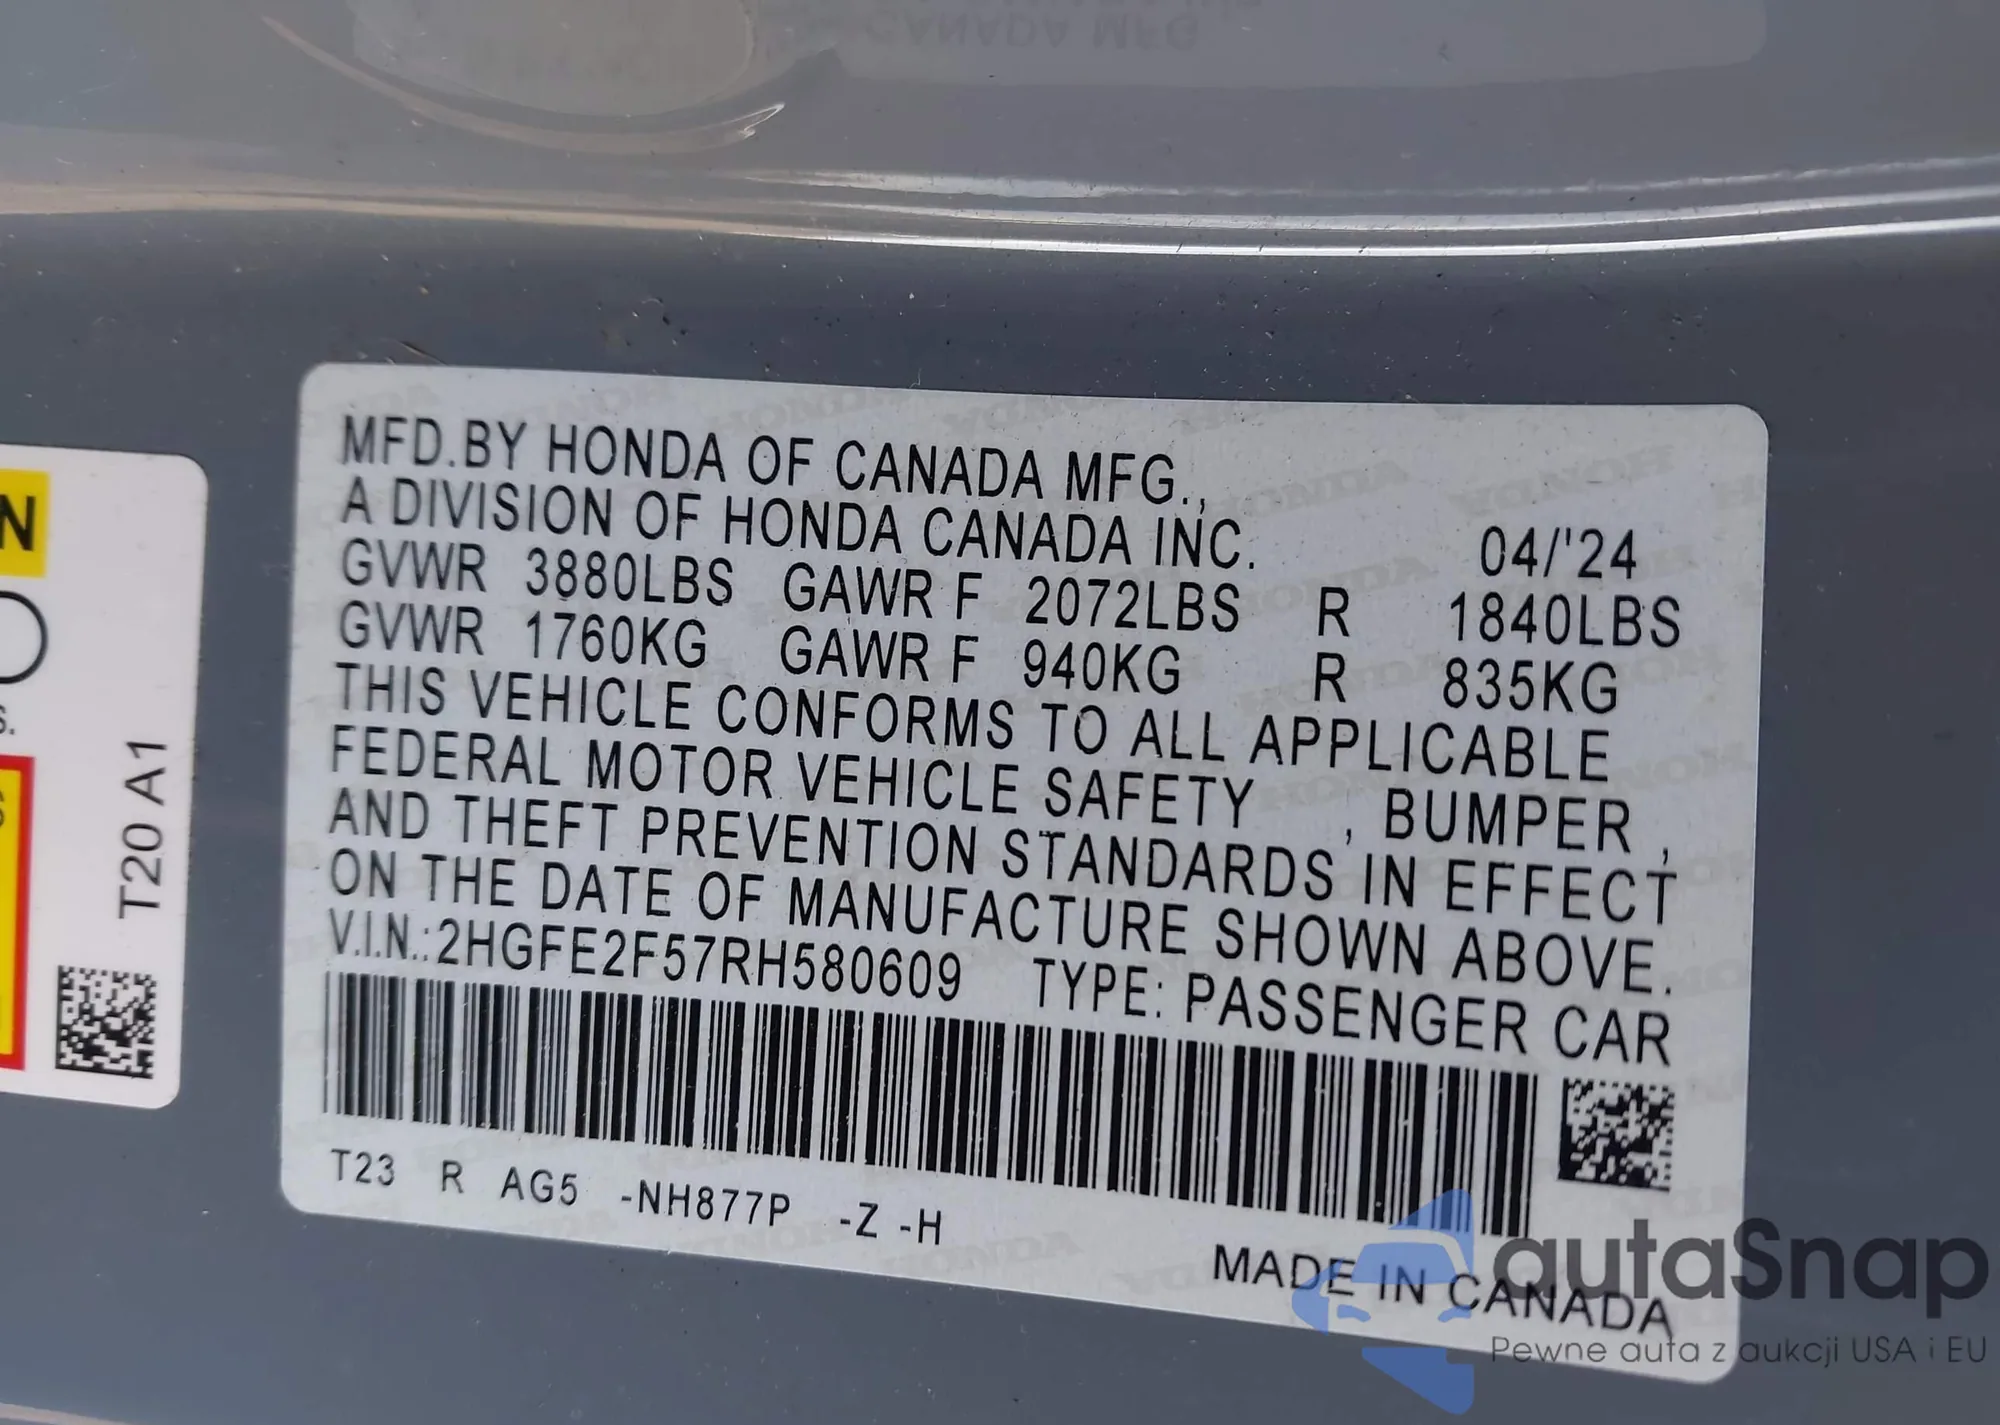 CANADA MFG
MFD.BY HONDA OF CANADA MFG.,
A DIVISION OF HONDA CANADA INC. 04/'24
GVWR 3880LBS GAWR F 2072LBS R 1840LBS
GVWR 1760KG GAWR F 940KG R 835KG
THIS VEHICLE CONFORMS TO ALL APPLICABLE
FEDERAL MOTOR VEHICLE SAFETY , BUMPER ,
AND THEFT PREVENTION STANDARDS IN EFFECT
ON THE DATE OF MANUFACTURE SHOWN ABOVE.
V.I.N.:2HGFE2F57RH580609 TYPE: PASSENGER CAR
T23 R AG5 -NH877P -Z -H
MADE IN CANADA
T20 A1
N
s.
autaSnap
Pewne auta z aukcji USA i EU